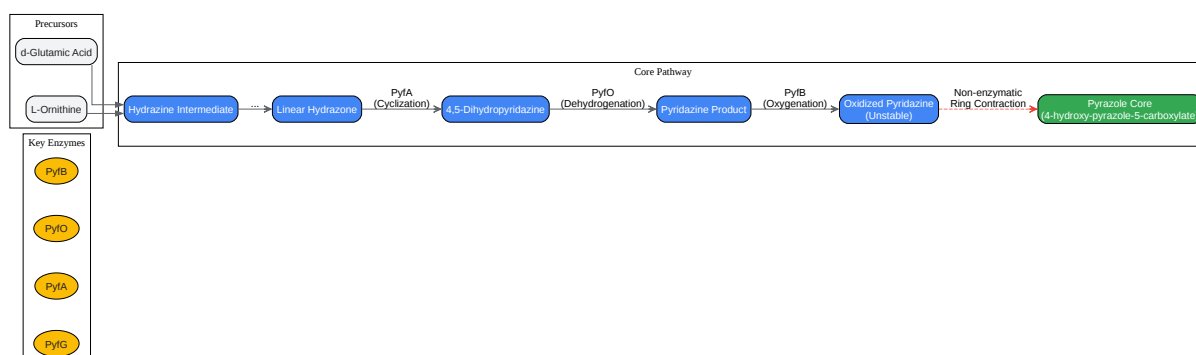 Precursors
d-Glutamic Acid
L-Ornithine
Core Pathway
Hydrazine Intermediate
...
Linear Hydrazone
PyfA
(Cyclization)
4,5-Dihydropyridazine
PyfO
(Dehydrogenation)
Pyridazine Product
PyfB
(Oxygenation)
Oxidized Pyridazine
(Unstable)
Non-enzymatic
Ring Contraction
Pyrazole Core
(4-hydroxy-pyrazole-5-carboxylate
Key Enzymes
PyfB
PyfO
PyfA
PyfG